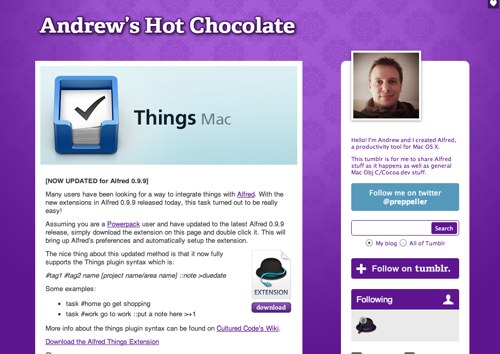 Andrew's Hot Chocolate
Things Mac
[NOW UPDATED for Alfred 0.9.9]
Many users have been looking for a way to integrate things with Alfred. With the
new extensions in Alfred 0.9.9 released today, this task turned out to be really
easy!
Assuming you are a Powerpack user and have updated to the latest Alfred 0.9.9
release, simply download the extension on this page and double click it. This will
bring up Alfred's preferences and automatically setup the extension.
The nice thing about this updated method is that it now fully
supports the Things plugin syntax which is:
#tag1 #tag2 name [project name/area name] ::note >duedate
Some examples:
task #home go get shopping
task #work go to work ::put a note here >+1
EXTENSION
download
More info about the things plugin syntax can be found on Cultured Code's Wiki.
Download the Alfred Things Extension
Hello! I'm Andrew and I created Alfred,
a productivity tool for Mac OS X.
This tumblr is for me to share Alfred
stuff as it happens as well as general
Mac Obj C/Cocoa dev stuff.
Follow me on twitter
@preppeller
Search
My blog All of Tumblr
Follow on tumblr.
Following